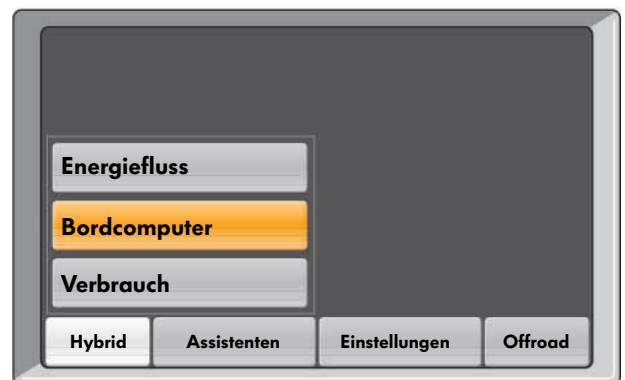 Energiefluss
Bordcomputer
Verbrauch
Hybrid Assistenten Einstellungen Offroad